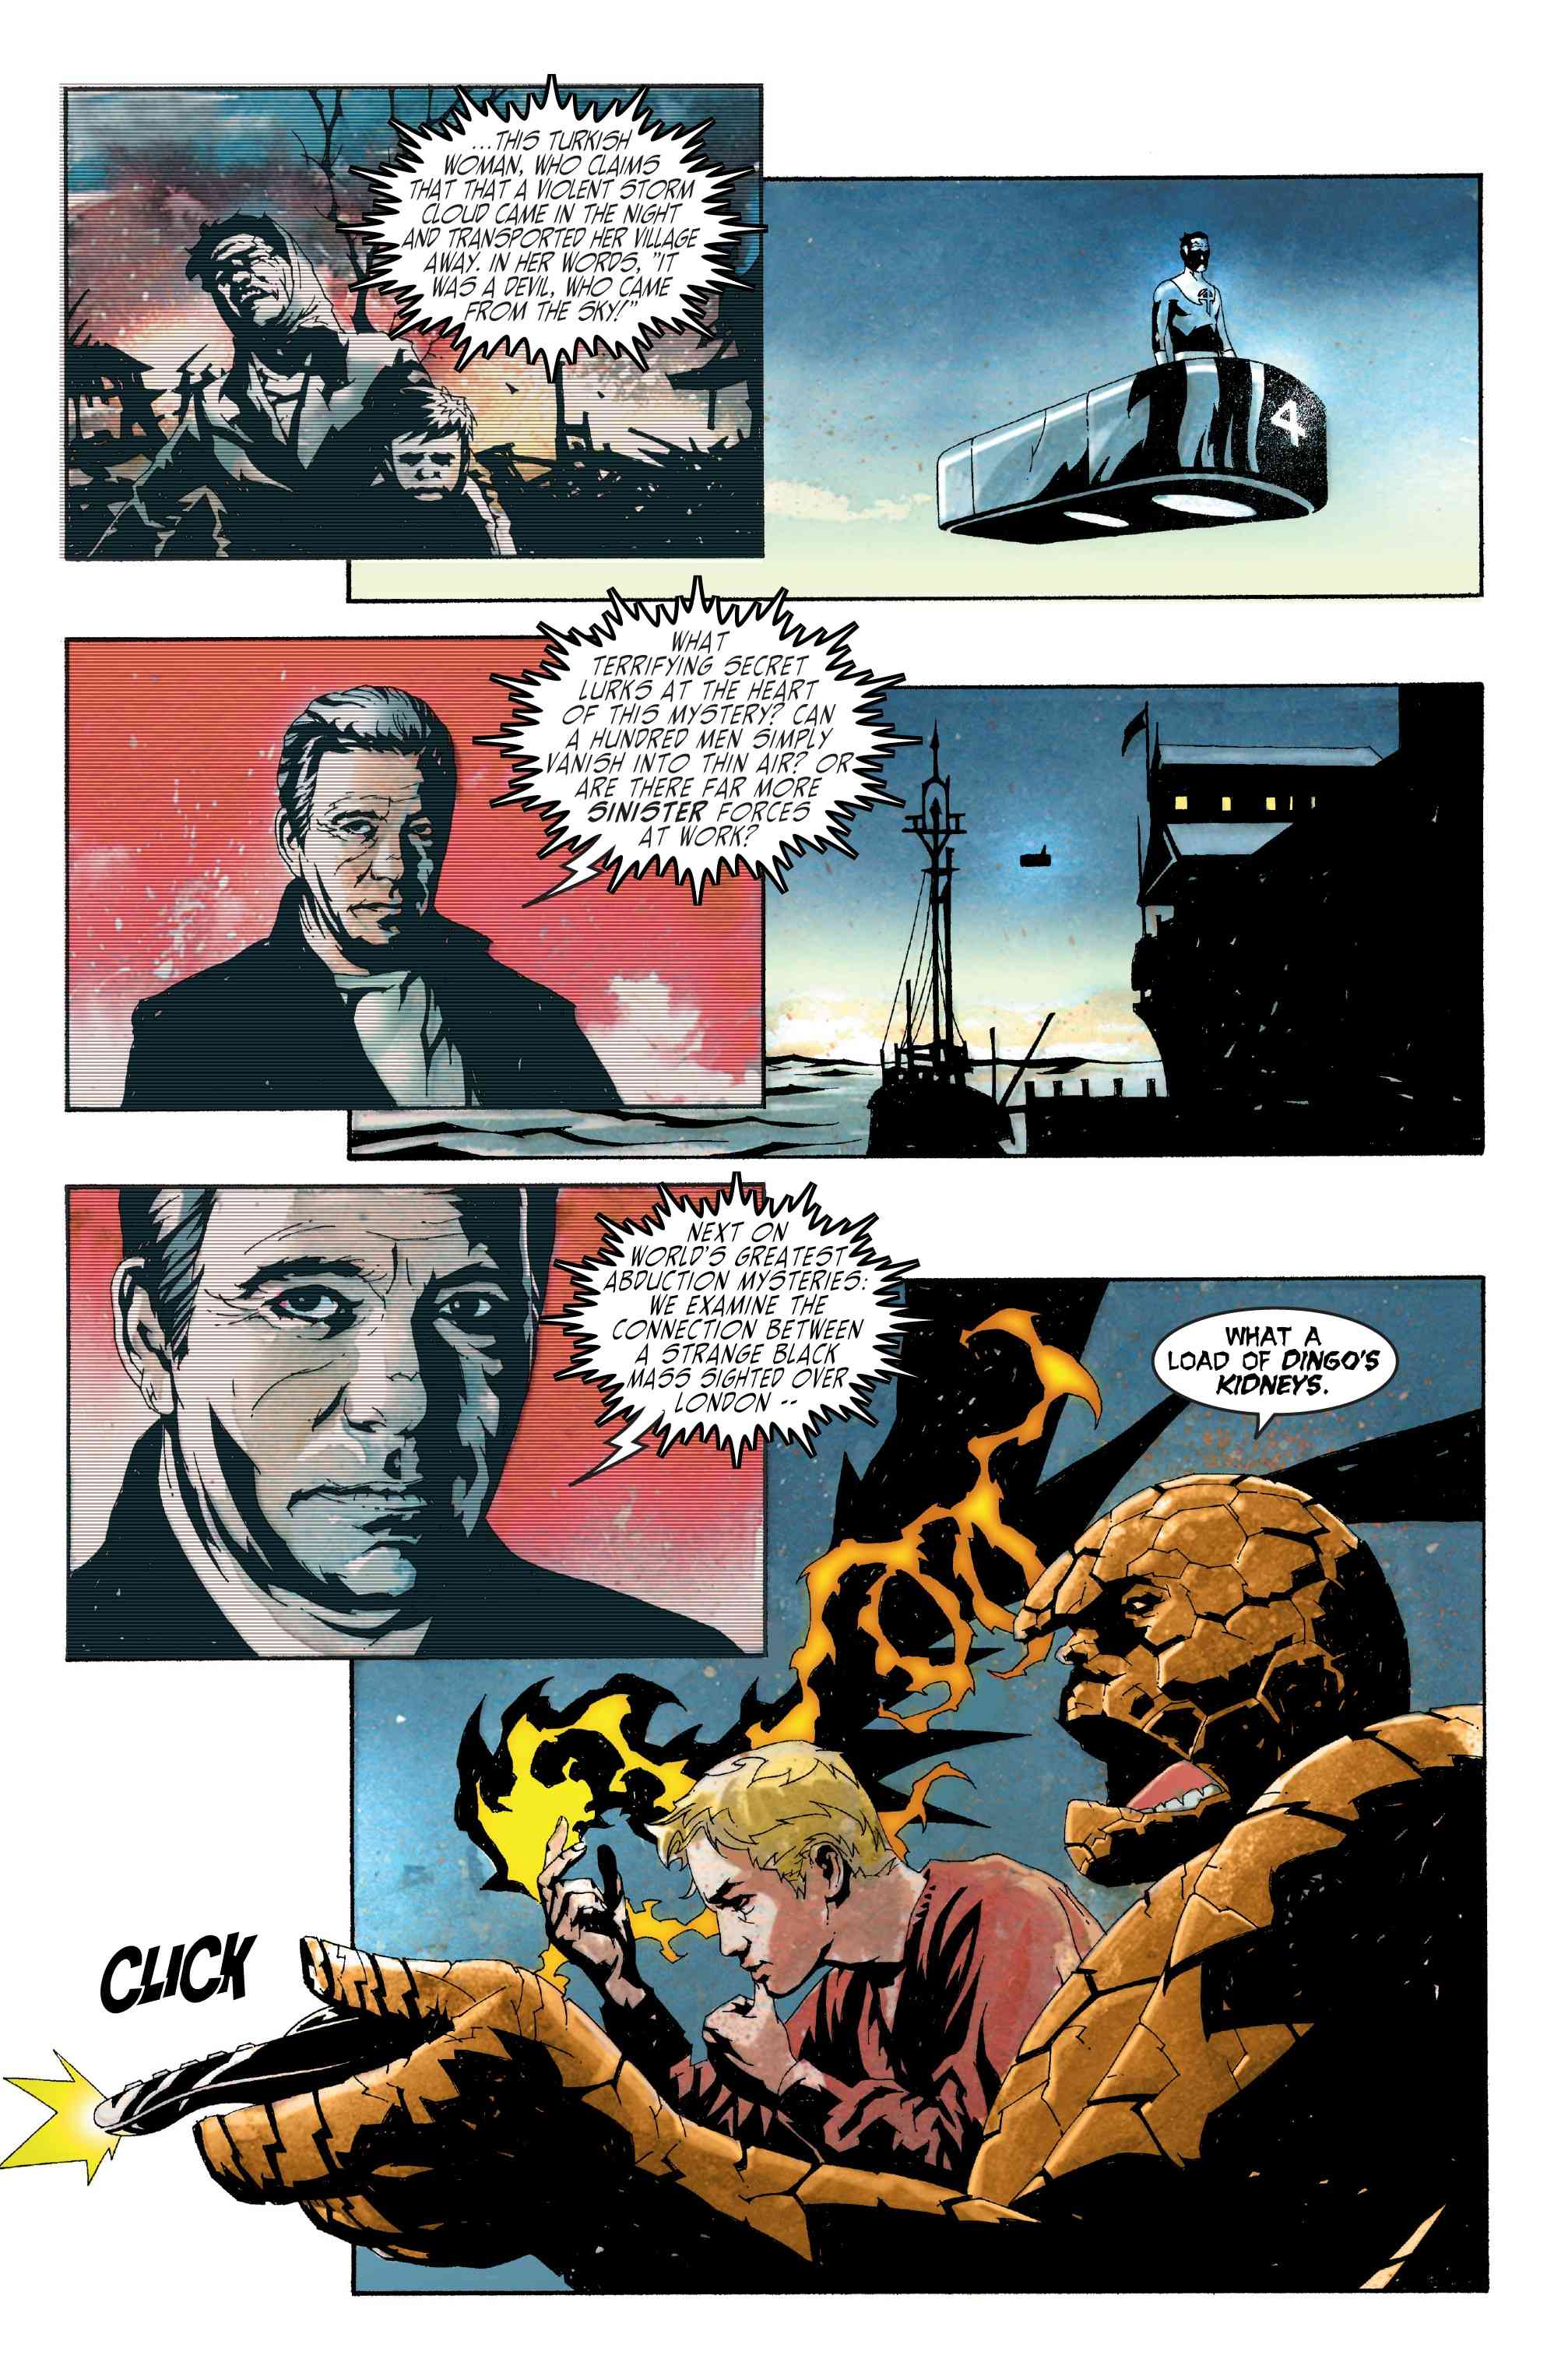 ...THIS TURKISH
WOMAN, WHO CLAIMS
THAT THAT A VIOLENT STORM
CLOUD CAME IN THE NIGHT
AND TRANSPORTED HER VILLAGE
AWAY. IN HER WORDS, "IT
WAS A DEVIL, WHO CAME
FROM THE SKY!"
4
4
WHAT
TERRIFYING SECRET
LURKS AT THE HEART
OF THIS MYSTERY? CAN
A HUNDRED MEN SIMPLY
VANISH INTO THIN AIR? OR
ARE THERE FAR MORE
SINISTER FORCES
AT WORK?
NEXT ON
WORLD'S GREATEST
ABDUCTION MYSTERIES:
WE EXAMINE THE
CONNECTION BETWEEN
A STRANGE BLACK
MASS SIGHTED OVER
LONDON --
WHAT A
LOAD OF DINGO'S
KIDNEYS.
CLICK